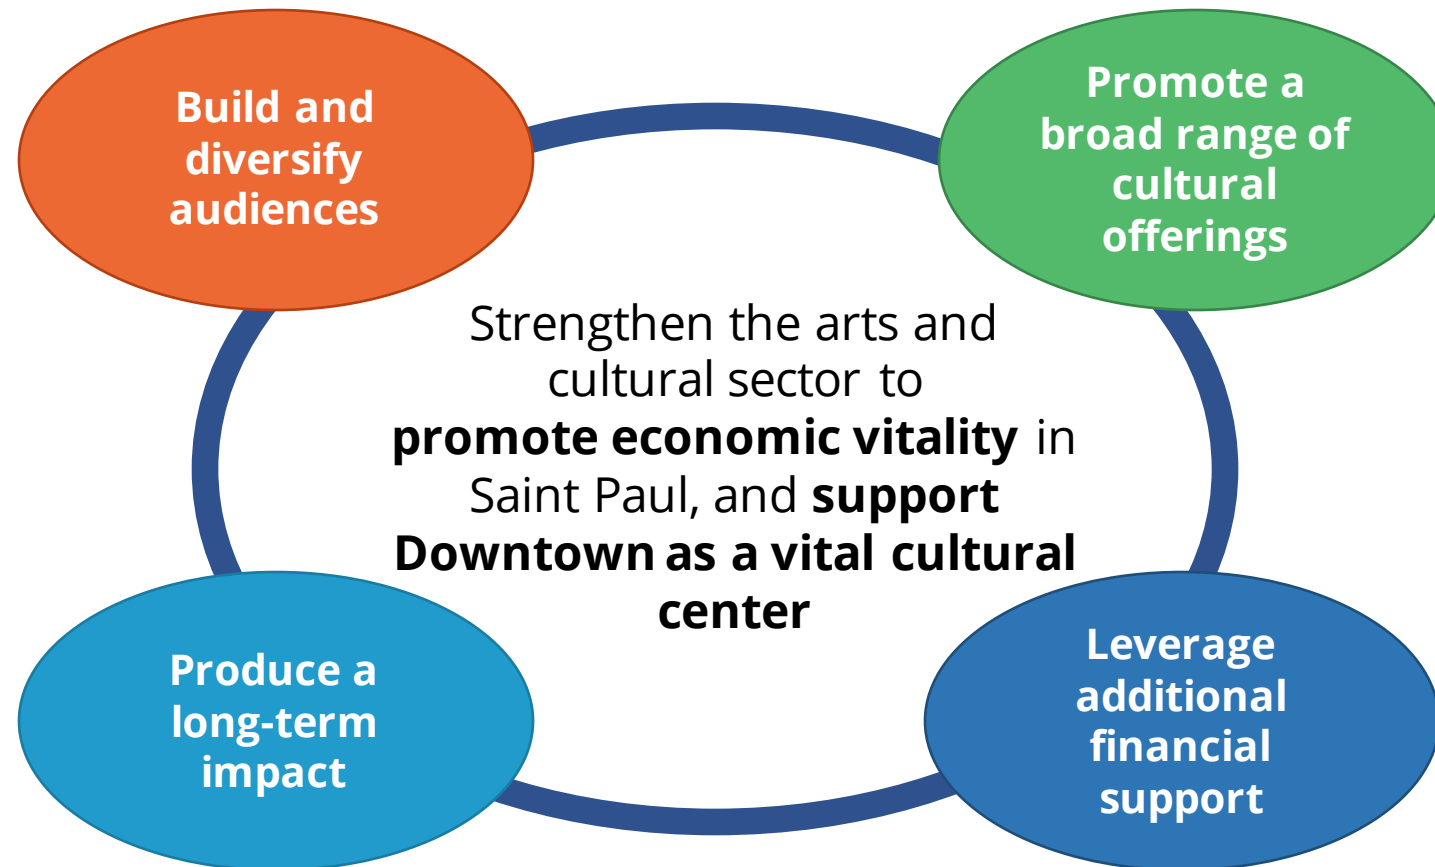 Build and
diversify
audiences
Promote a
broad range of
cultural
offerings
Strengthen the arts and
cultural sector to
promote economic vitality in
Saint Paul, and support
Downtown as a vital cultural
center
Produce a
long-term
impact
Leverage
additional
financial
support